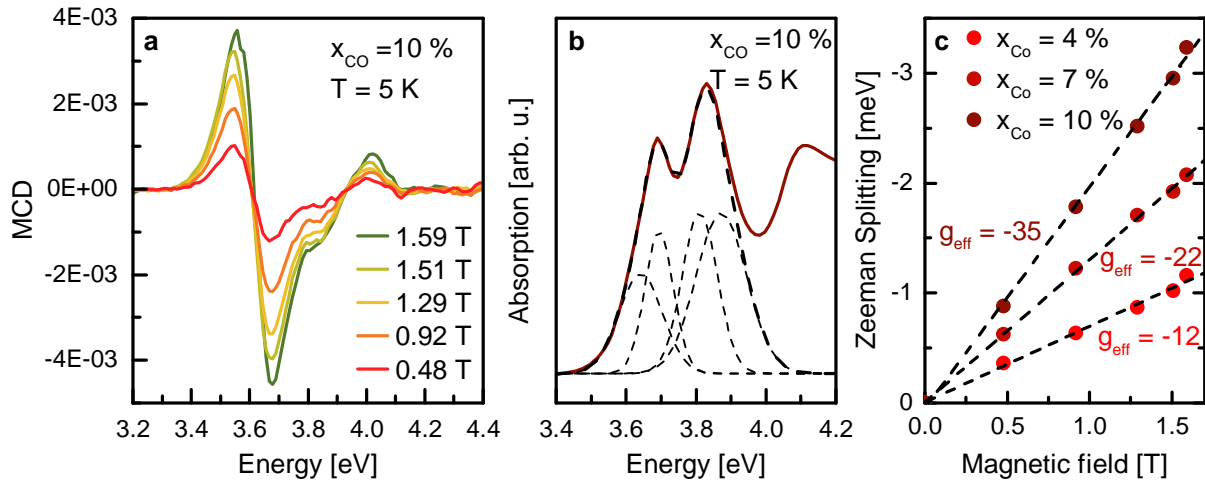 a
x_CO =10 %
T = 5 K
4E-03
2E-03
0E+00
-2E-03
-4E-03
MCD
1.59 T
1.51 T
1.29 T
0.92 T
0.48 T
3.2 3.4 3.6 3.8 4.0 4.2 4.4
Energy [eV]
b
x_CO =10%
T = 5 K
Absorption [arb. u.]
3.4 3.6 3.8 4.0 4.2
Energy [eV]
c
x_Co = 4 %
x_Co = 7 %
x_Co = 10 %
-3
-2
-1
0
Zeeman Splitting [meV]
g_eff = -35
g_eff = -22
g_eff = -12
0.0 0.5 1.0 1.5
Magnetic field [T]